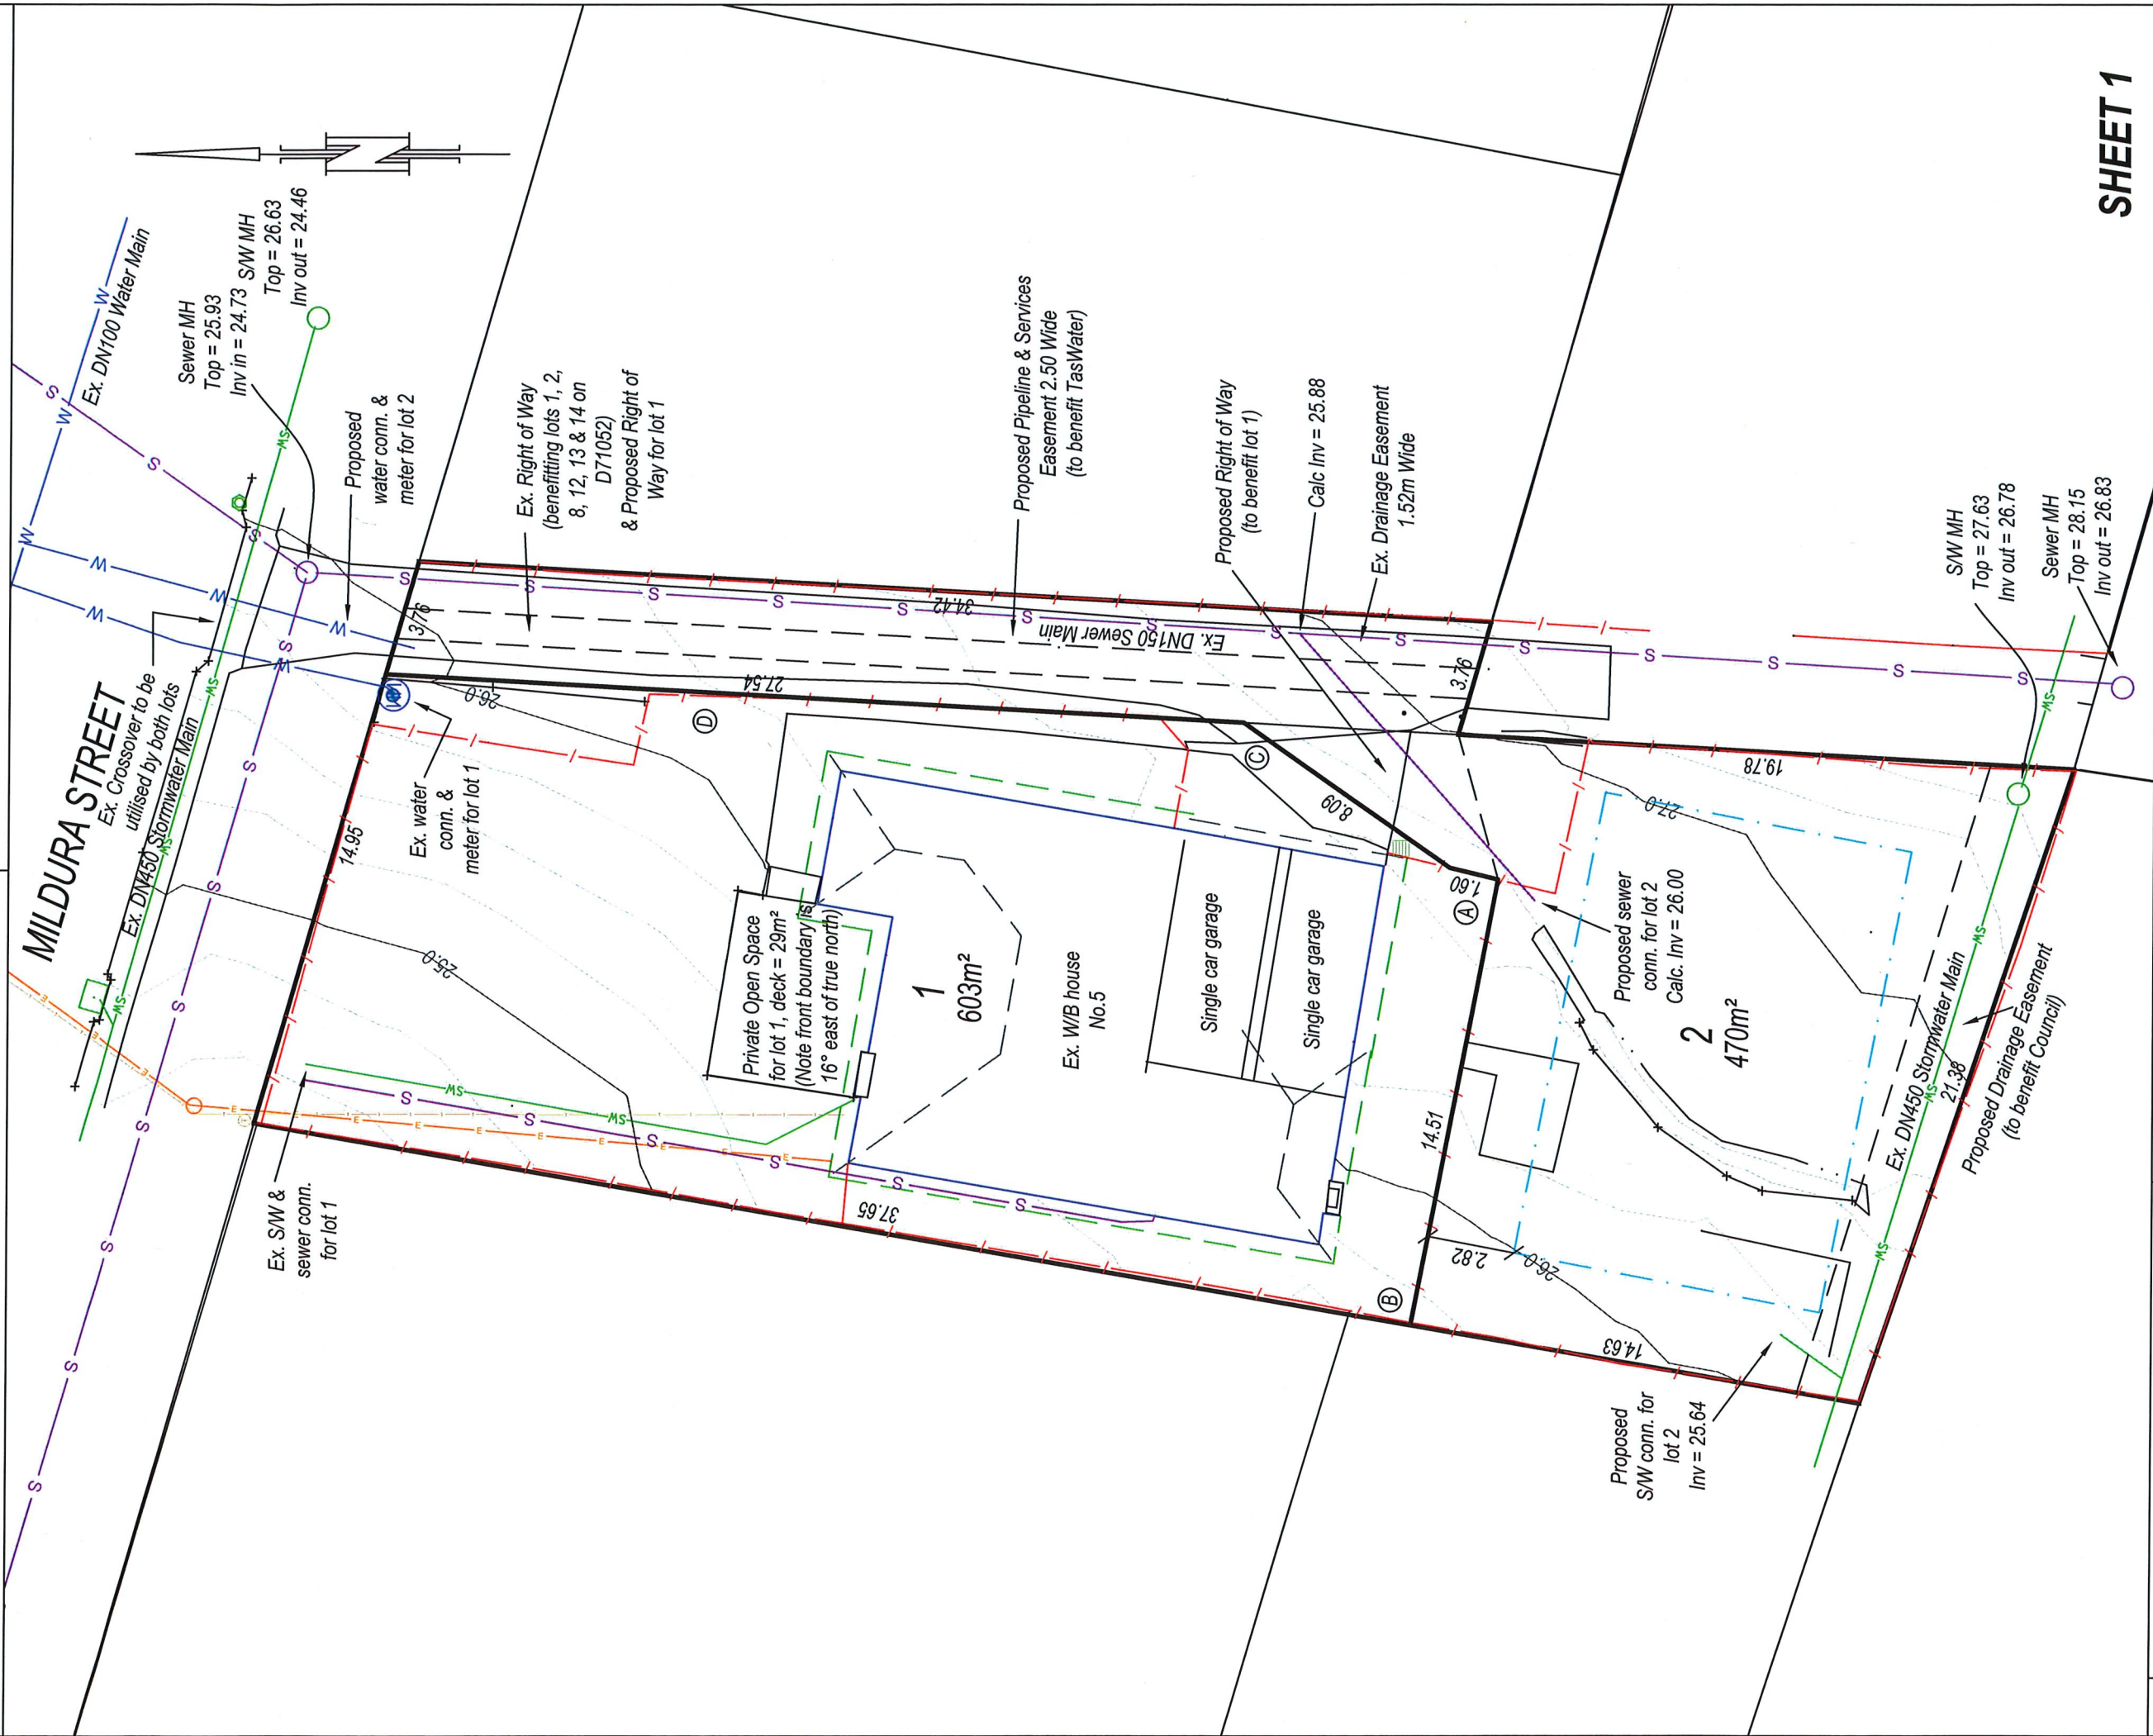 MILDURA STREET
Ex. Crossover to be
utilised by both lots
Ex. DN450 Stormwater Main
Ex. DN100 Water Main
Sewer MH
Top = 25.93
Inv in = 24.73
S/W MH
Top = 26.63
Inv out = 24.46
Proposed
water conn. &
meter for lot 2
Ex. Right of Way
(benefitting lots 1, 2,
8, 12, 13 & 14 on
D71052)
& Proposed Right of
Way for lot 1
Proposed Pipeline & Services
Easement 2.50 Wide
(to benefit TasWater)
Proposed Right of Way
(to benefit lot 1)
Calc Inv = 25.88
Ex. Drainage Easement
1.52m Wide
S/W MH
Top = 27.63
Inv out = 26.78
Sewer MH
Top = 28.15
Inv out = 26.83
SHEET 1
N
3.76
34.42
Ex. DN150 Sewer Main
3.76
27.54
26.0
D
C
8.09
1.60
A
19.78
27.0
14.95
Ex. water
conn. &
meter for lot 1
25.0
Private Open Space
for lot 1, deck = 29m²
(Note front boundary is
16° east of true north)
1
603m²
Ex. W/B house
No.5
Single car garage
Single car garage
Proposed sewer
conn. for lot 2
Calc. Inv = 26.00
2
470m²
14.51
2.82
26.0
B
37.65
Ex. S/W &
sewer conn.
for lot 1
14.63
Proposed
S/W conn. for
lot 2
Inv = 25.64
Ex. DN450 Stormwater Main
21.38
Proposed Drainage Easement
(to benefit Council)